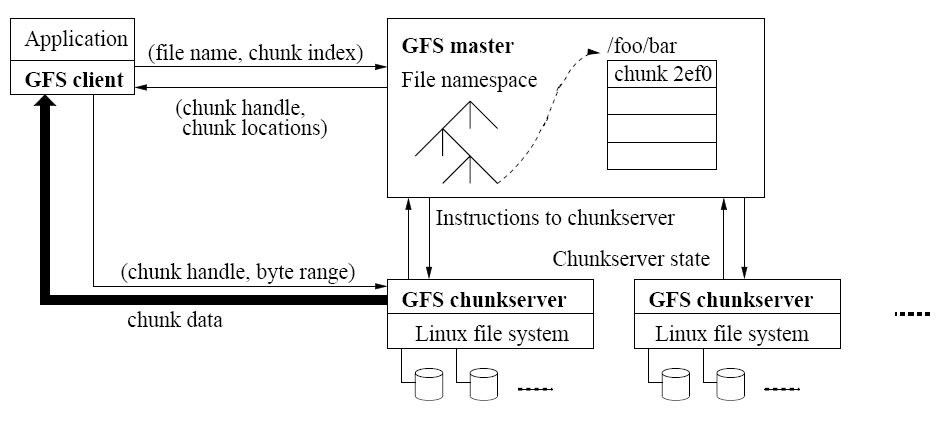 Application
GFS client
(file name, chunk index)
(chunk handle,
chunk locations)
GFS master
File namespace
/foo/bar
chunk 2ef0
Instructions to chunkserver
Chunkserver state
(chunk handle, byte range)
chunk data
GFS chunkserver
Linux file system
GFS chunkserver
Linux file system